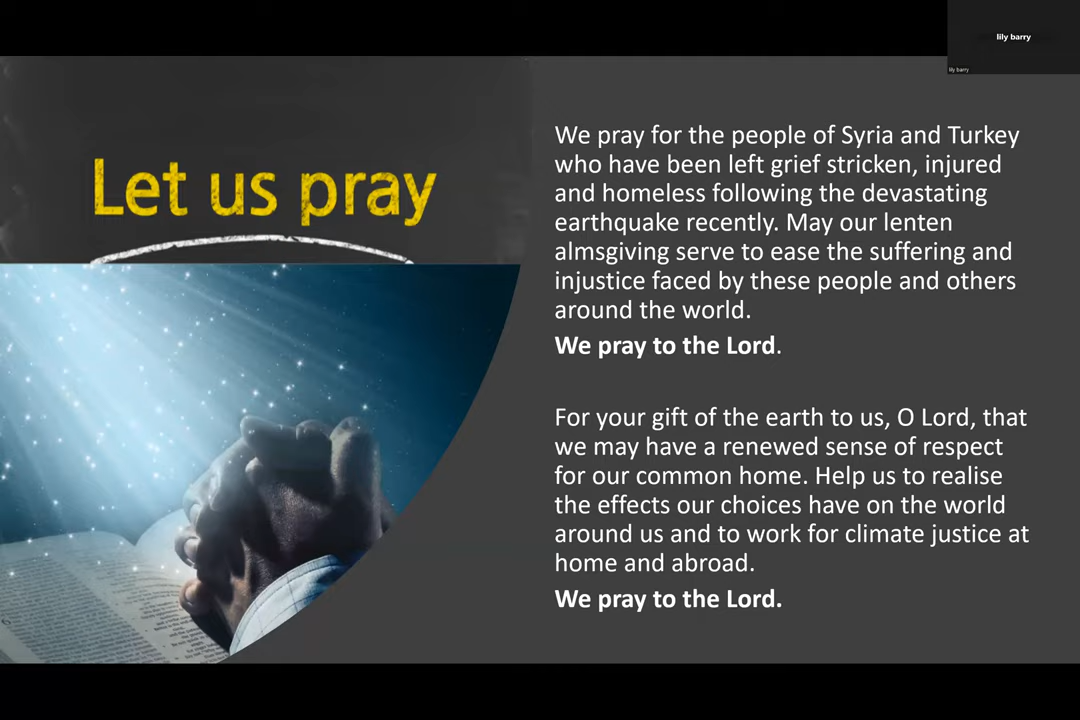 lily barry
lily barry
Let us pray
We pray for the people of Syria and Turkey
who have been left grief stricken, injured
and homeless following the devastating
earthquake recently. May our lenten
almsgiving serve to ease the suffering and
injustice faced by these people and others
around the world.
We pray to the Lord.
For your gift of the earth to us, O Lord, that
we may have a renewed sense of respect
for our common home. Help us to realise
the effects our choices have on the world
around us and to work for climate justice at
home and abroad.
We pray to the Lord.